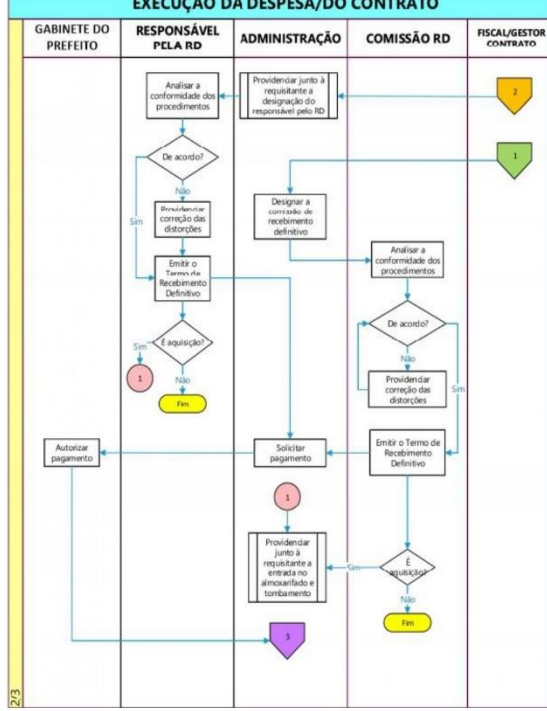 EXECUÇÃO DA DESPESA/DO CONTRATO
GABINETE DO
PREFEITO
RESPONSÁVEL
PELA RD
ADMINISTRAÇÃO
COMISSÃO RD
FISCAL/GESTOR
CONTRATO
Analisar a
conformidade dos
procedimentos
Providenciar junto à
requisitante a
designação do
responsável pelo RD
2
1
De acordo?
Não
Sim
Providenciar
correção das
distorções
Designar a
comissão de
recebimento
definitivo
Analisar a
conformidade dos
procedimentos
Emitir o
Termo de
Recebimento
Definitivo
De acordo?
Não
Sim
Providenciar
correção das
distorções
É aquisição?
Sim
Não
1
Fim
Autorizar
pagamento
Solicitar
pagamento
Emitir o Termo de
Recebimento
Definitivo
1
Providenciar
junto à
requisitante a
entrada no
almoxarifado e
tombamento
Sim
É
aquisição?
Não
Fim
3
2/3